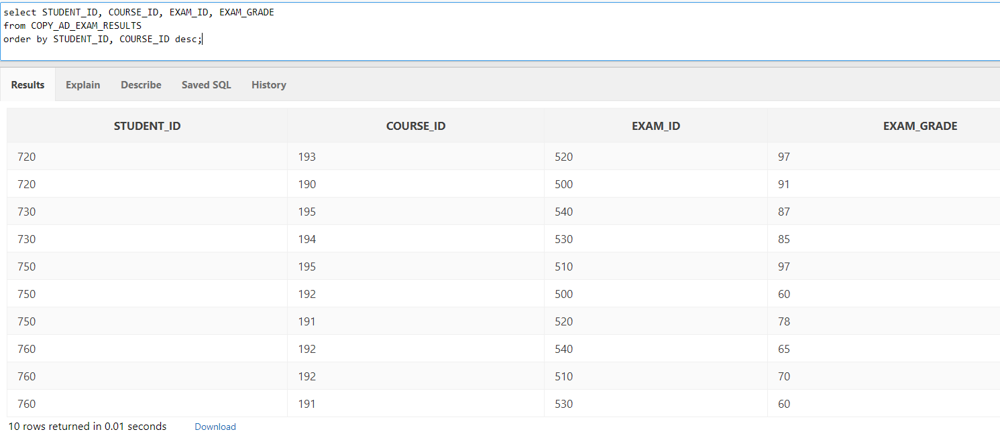 select STUDENT_ID, COURSE_ID, EXAM_ID, EXAM_GRADE
from COPY_AD_EXAM_RESULTS
order by STUDENT_ID, COURSE_ID desc;
Results Explain Describe Saved SQL History
STUDENT_ID COURSE_ID EXAM_ID EXAM_GRADE
720 193 520 97
720 190 500 91
730 195 540 87
730 194 530 85
750 195 510 97
750 192 500 60
750 191 520 78
760 192 540 65
760 192 510 70
760 191 530 60
10 rows returned in 0.01 seconds Download